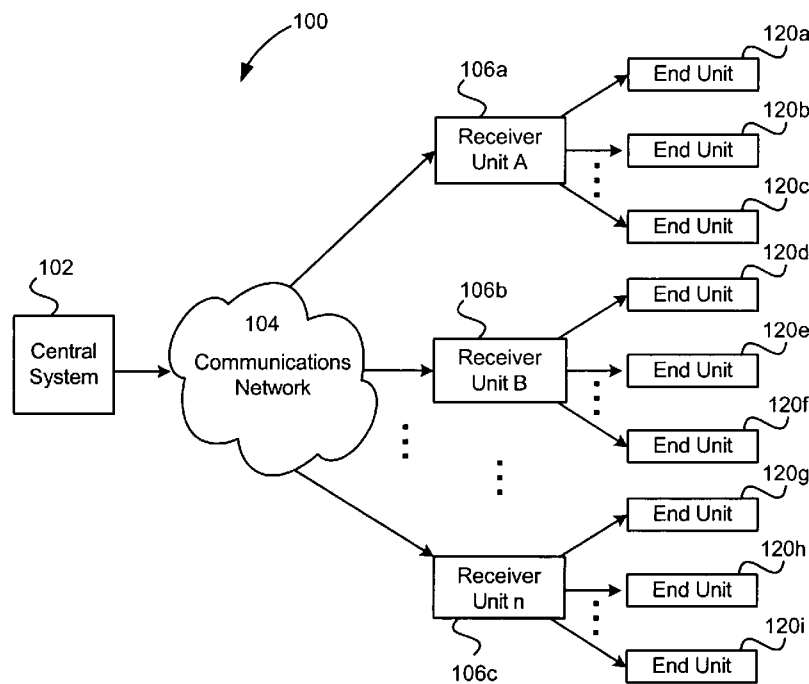 100
120a
End Unit
106a
Receiver
Unit A
120b
End Unit
120c
End Unit
102
Central
System
104
Communications
Network
106b
Receiver
Unit B
120d
End Unit
120e
End Unit
120f
End Unit
Receiver
Unit n
106c
120g
End Unit
120h
End Unit
120i
End Unit